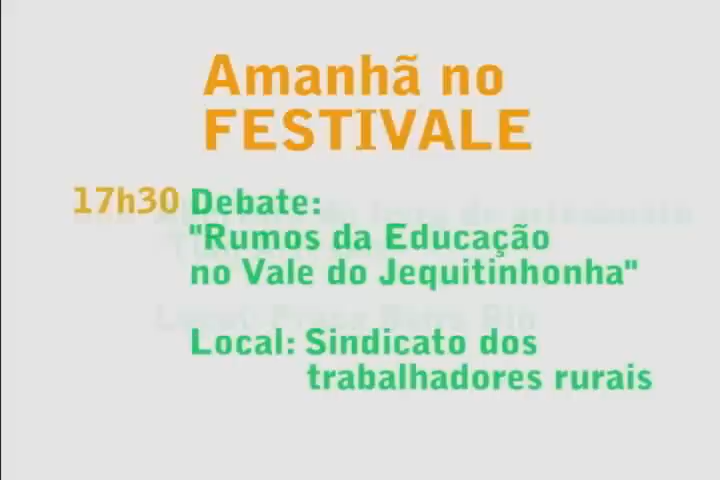 Amanhã no
FESTIVALE
17h30 Debate:
"Rumos da Educação
no Vale do Jequitinhonha"
Local: Sindicato dos
trabalhadores rurais